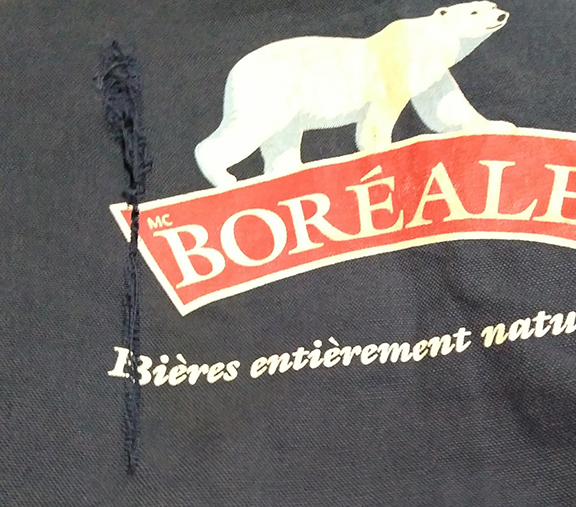 MC
BORÉALE
Bières entièrement natu